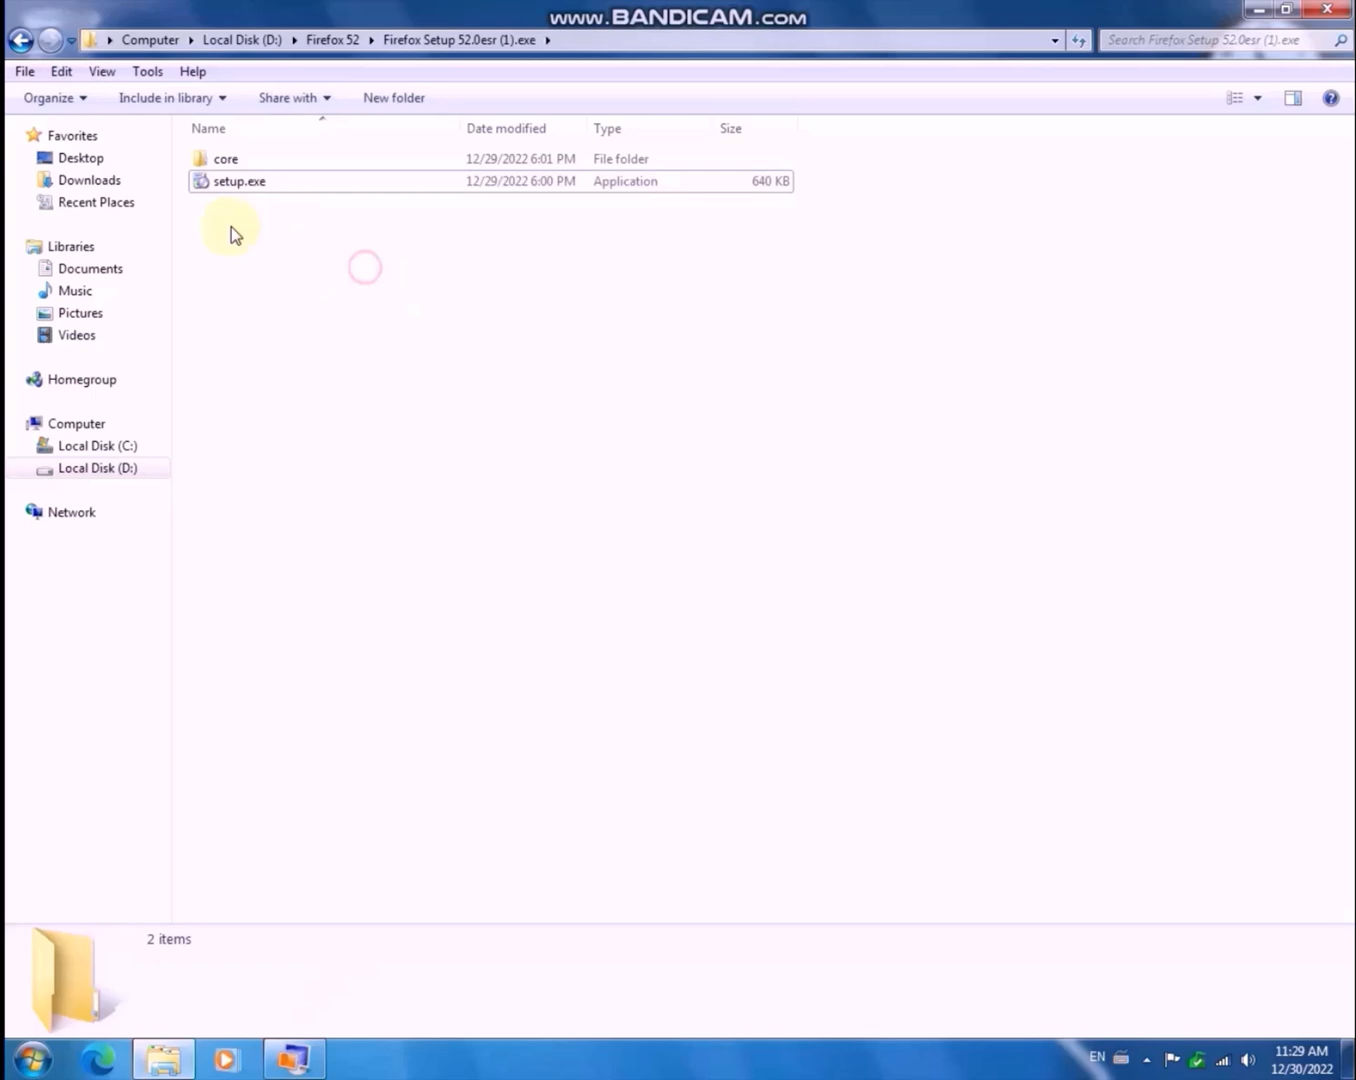 www.BANDICAM.com
Computer Local Disk (D:) Firefox 52 Firefox Setup 52.0esr (1).exe
Search Firefox Setup 52.0esr (1).exe
File Edit View Tools Help
Organize Include in library Share with New folder
Name Date modified Type Size
core 12/29/2022 6:01 PM File folder
setup.exe 12/29/2022 6:00 PM Application 640 KB
Favorites
Desktop
Downloads
Recent Places
Libraries
Documents
Music
Pictures
Videos
Homegroup
Computer
Local Disk (C:)
Local Disk (D:)
Network
2 items
EN
11:29 AM
12/30/2022